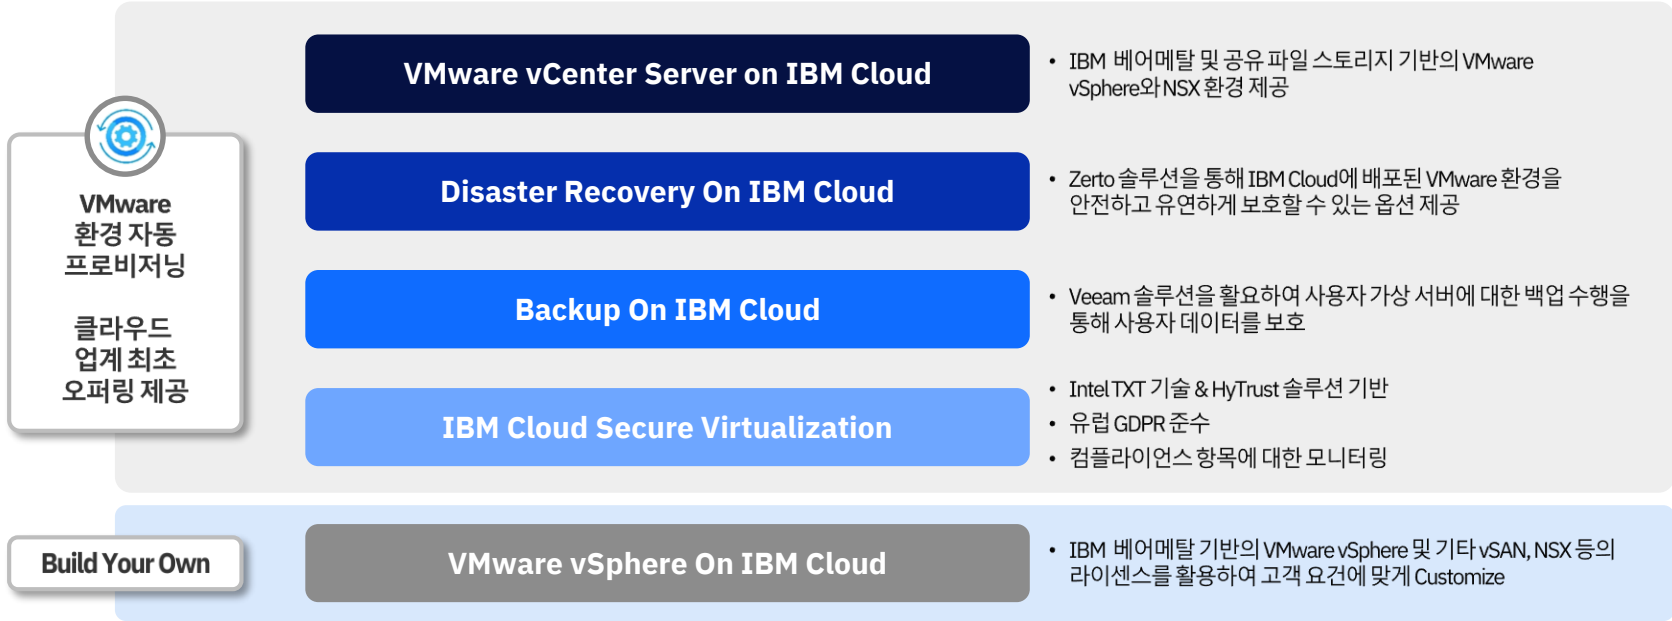 VMware
환경 자동
프로비저닝
클라우드
업계 최초
오퍼링 제공
VMware vCenter Server on IBM Cloud
• IBM 베어메탈 및 공유 파일 스토리지 기반의 VMware
vSphere와 NSX 환경 제공
Disaster Recovery On IBM Cloud
• Zerto 솔루션을 통해 IBM Cloud에 배포된 VMware 환경을
안전하고 유연하게 보호할 수 있는 옵션 제공
Backup On IBM Cloud
• Veeam 솔루션을 활요하여 사용자 가상 서버에 대한 백업 수행을
통해 사용자 데이터를 보호
IBM Cloud Secure Virtualization
• Intel TXT 기술 & HyTrust 솔루션 기반
• 유럽 GDPR 준수
• 컴플라이언스 항목에 대한 모니터링
Build Your Own
VMware vSphere On IBM Cloud
• IBM 베어메탈 기반의 VMware vSphere 및 기타 vSAN, NSX 등의
라이센스를 활용하여 고객 요건에 맞게 Customize